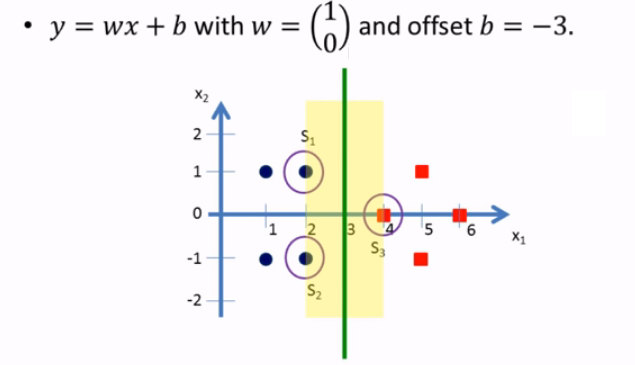 • y = wx + b with w = (1 0) and offset b = −3.
x₂
2
S₁
1
0
1 2 3 4 5 6
x₁
S₃
-1
S₂
-2